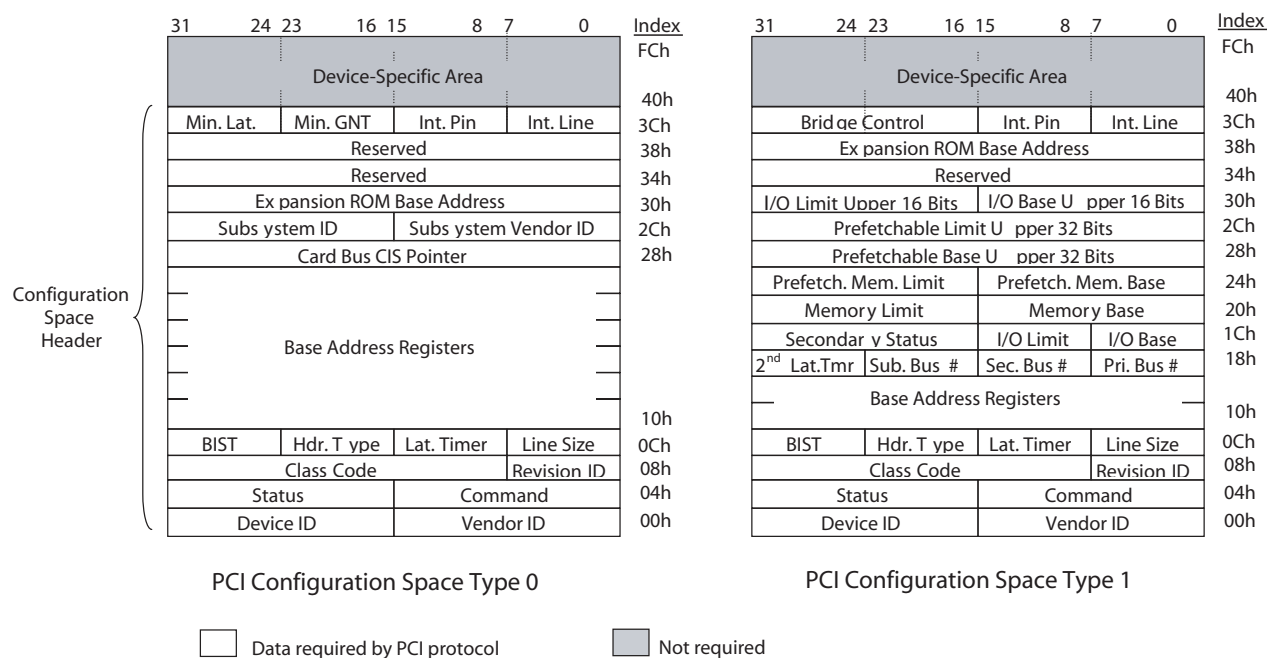 31 24 23 16 15 8 7 0 Index
FCh
Device-Specific Area
40h
Min. Lat. Min. GNT Int. Pin Int. Line 3Ch
Reserved 38h
Reserved 34h
Ex pansion ROM Base Address 30h
Subs ystem ID Subs ystem Vendor ID 2Ch
Card Bus CIS Pointer 28h
Configuration
Space
Header
Base Address Registers
10h
BIST Hdr. T ype Lat. Timer Line Size 0Ch
Class Code Revision ID 08h
Status Command 04h
Device ID Vendor ID 00h
PCI Configuration Space Type 0
31 24 23 16 15 8 7 0 Index
FCh
Device-Specific Area
40h
Brid ge Control Int. Pin Int. Line 3Ch
Ex pansion ROM Base Address 38h
Reserved 34h
I/O Limit Upper 16 Bits I/O Base U pper 16 Bits 30h
Prefetchable Limit U pper 32 Bits 2Ch
Prefetchable Base U pper 32 Bits 28h
Prefetch. Mem. Limit Prefetch. Mem. Base 24h
Memory Limit Memory Base 20h
Secondar y Status I/O Limit I/O Base 1Ch
2nd Lat.Tmr Sub. Bus # Sec. Bus # Pri. Bus # 18h
Base Address Registers
10h
BIST Hdr. T ype Lat. Timer Line Size 0Ch
Class Code Revision ID 08h
Status Command 04h
Device ID Vendor ID 00h
PCI Configuration Space Type 1
Data required by PCI protocol Not required